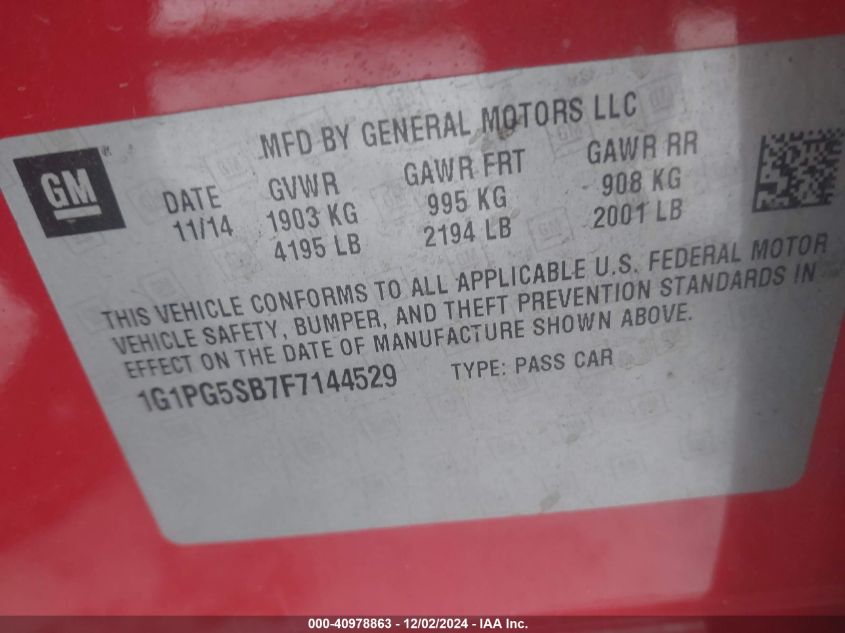 MFD BY GENERAL MOTORS LLC
GM
DATE GVWR GAWR FRT GAWR RR
11/14 1903 KG 995 KG 908 KG
4195 LB 2194 LB 2001 LB
THIS VEHICLE CONFORMS TO ALL APPLICABLE U.S. FEDERAL MOTOR
VEHICLE SAFETY, BUMPER, AND THEFT PREVENTION STANDARDS IN
EFFECT ON THE DATE OF MANUFACTURE SHOWN ABOVE.
1G1PG5SB7F7144529 TYPE: PASS CAR
000-40978863 - 12/02/2024 - IAA Inc.